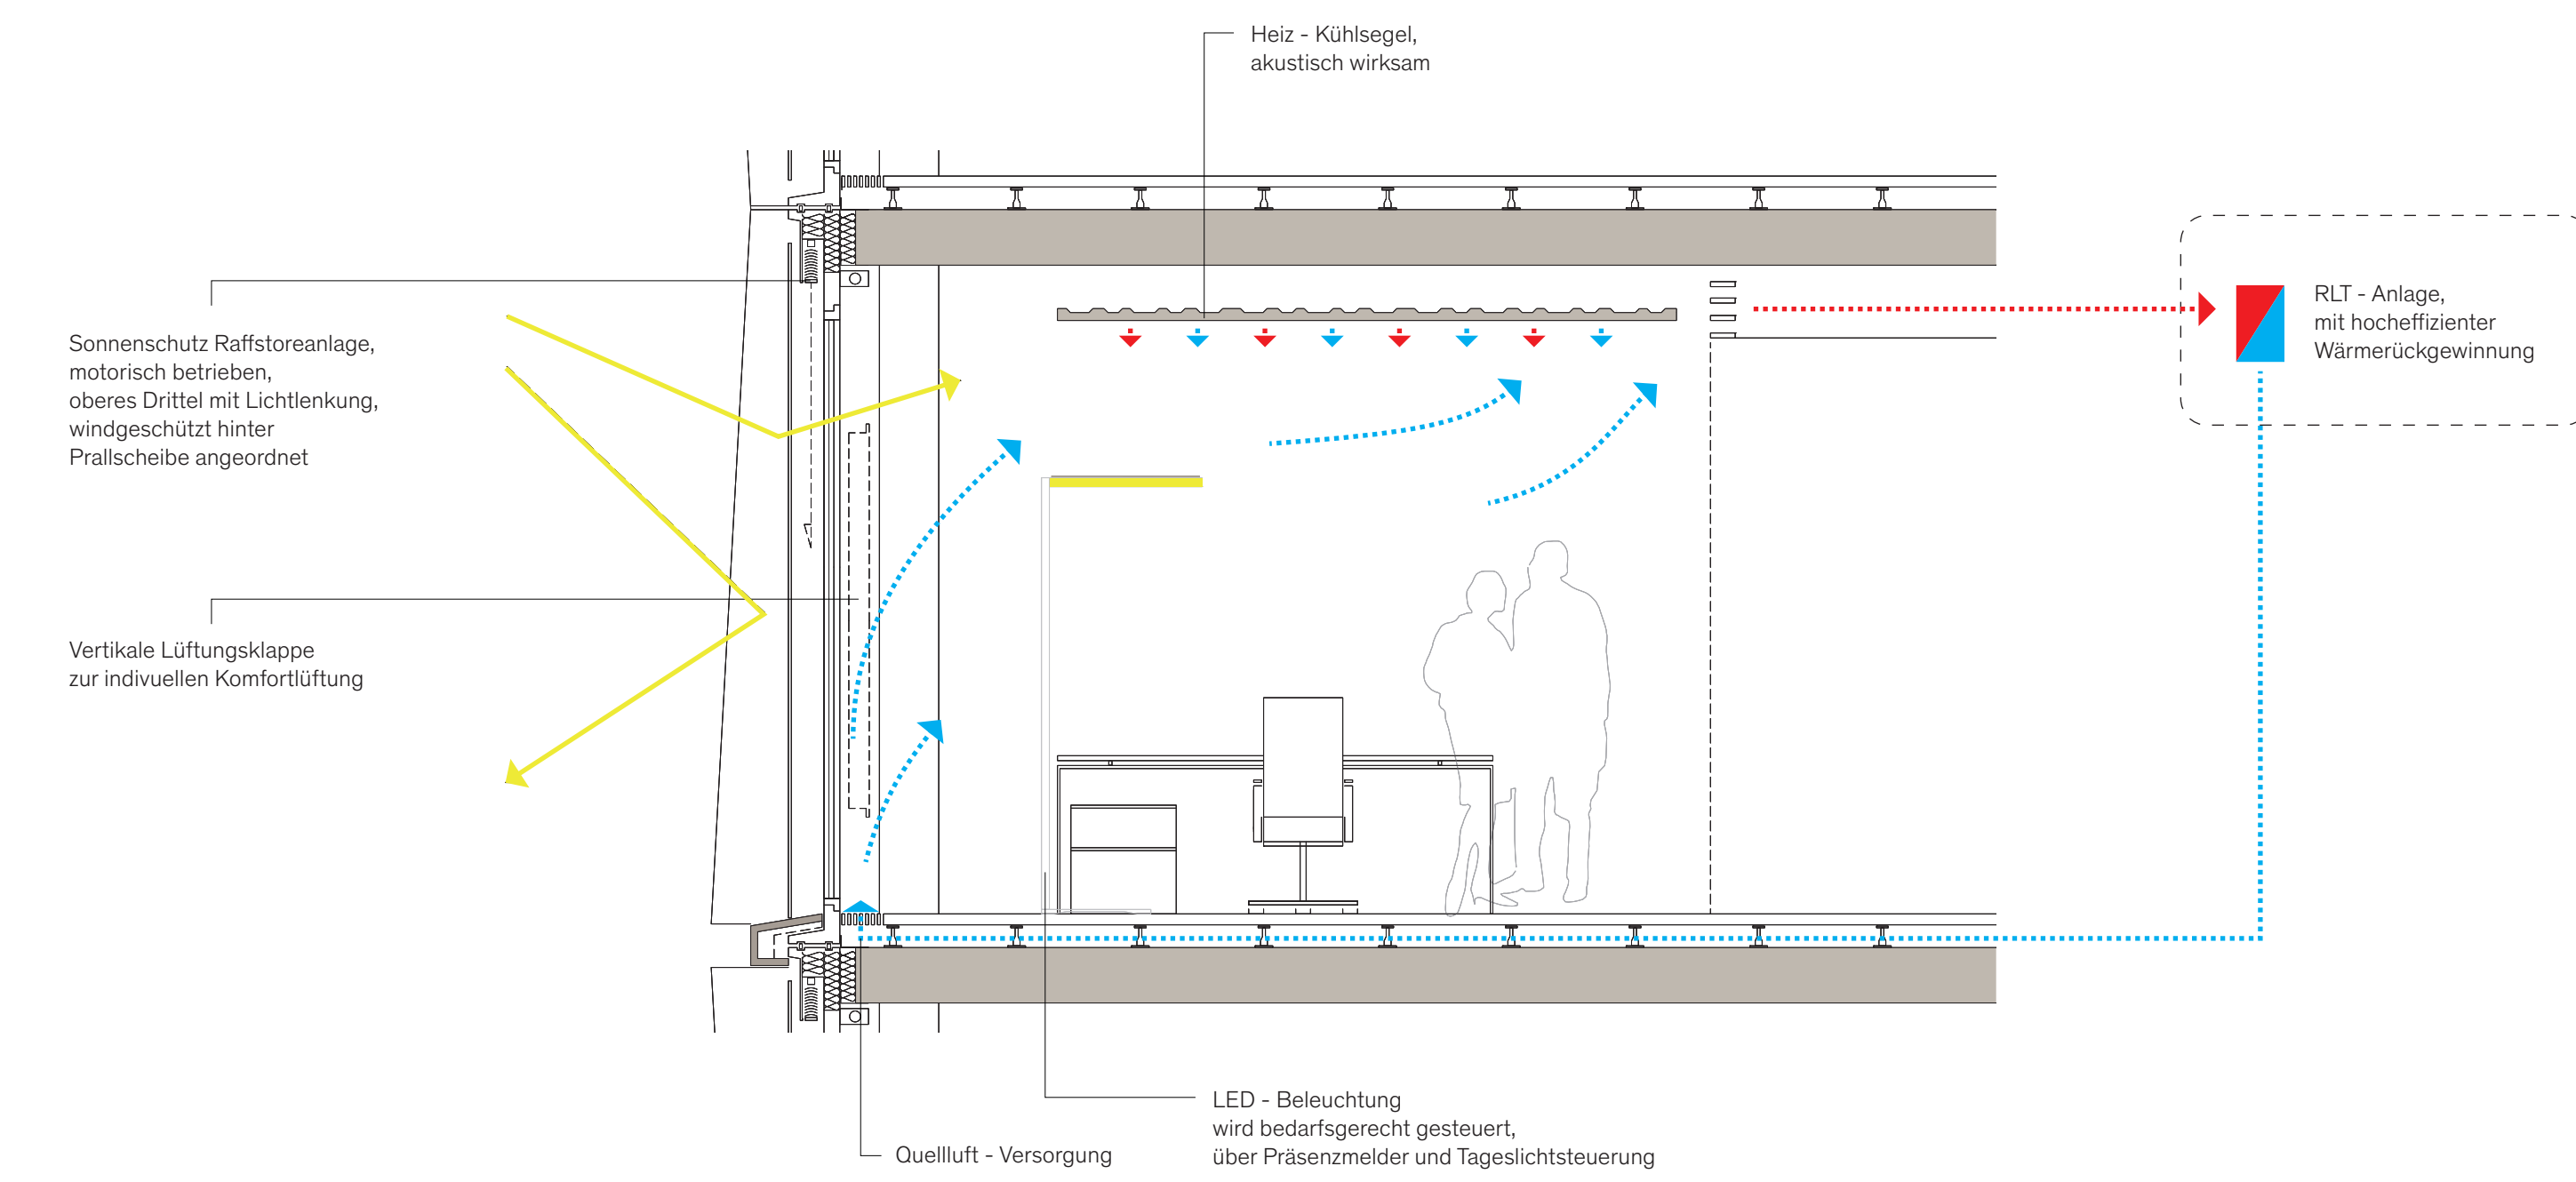 Heiz - Kühlsegel,
akustisch wirksam
RLT - Anlage,
mit hocheffizienter
Wärmerückgewinnung
Sonnenschutz Raffstoreanlage,
motorisch betrieben,
oberes Drittel mit Lichtlenkung,
windgeschützt hinter
Prallscheibe angeordnet
Vertikale Lüftungsklappe
zur indivuellen Komfortlüftung
LED - Beleuchtung
wird bedarfsgerecht gesteuert,
über Präsenzmelder und Tageslichtsteuerung
Quellluft - Versorgung